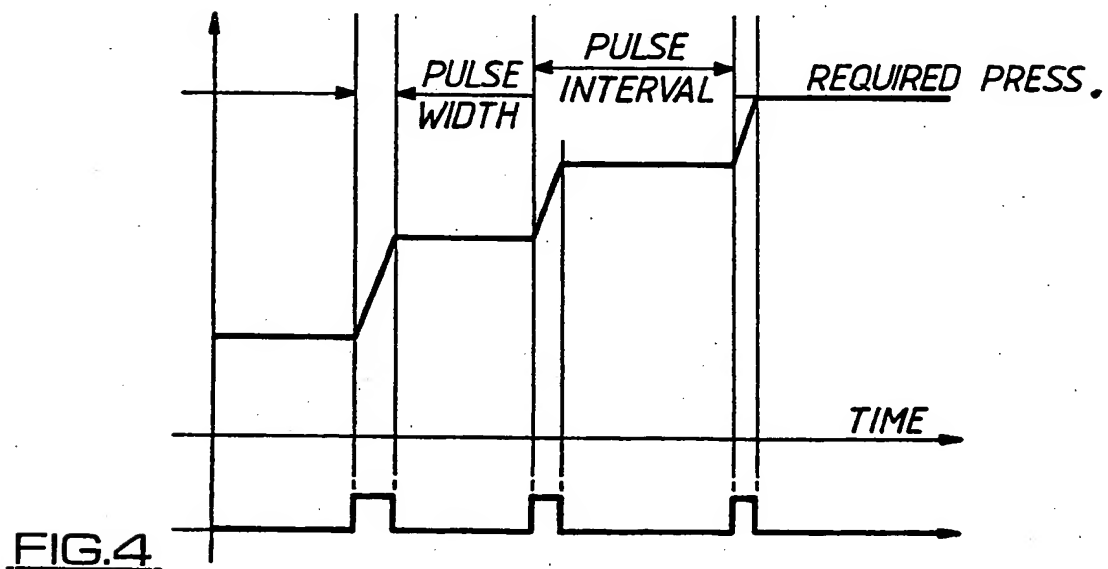 PULSE
WIDTH
PULSE
INTERVAL
REQUIRED PRESS.
TIME
FIG.4